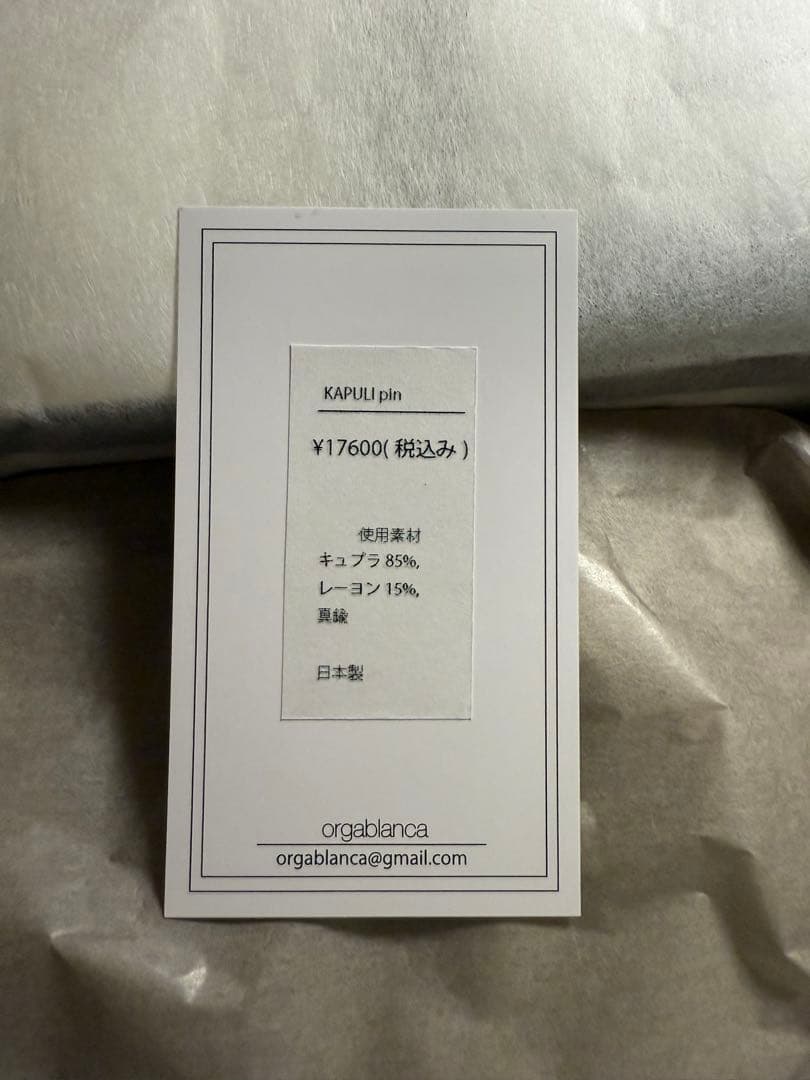 KAPULI pin
¥17600( 税込み )
使用素材
キュプラ 85%,
レーヨン 15%,
真鍮
日本製
orgablanca
orgablanca@gmail.com